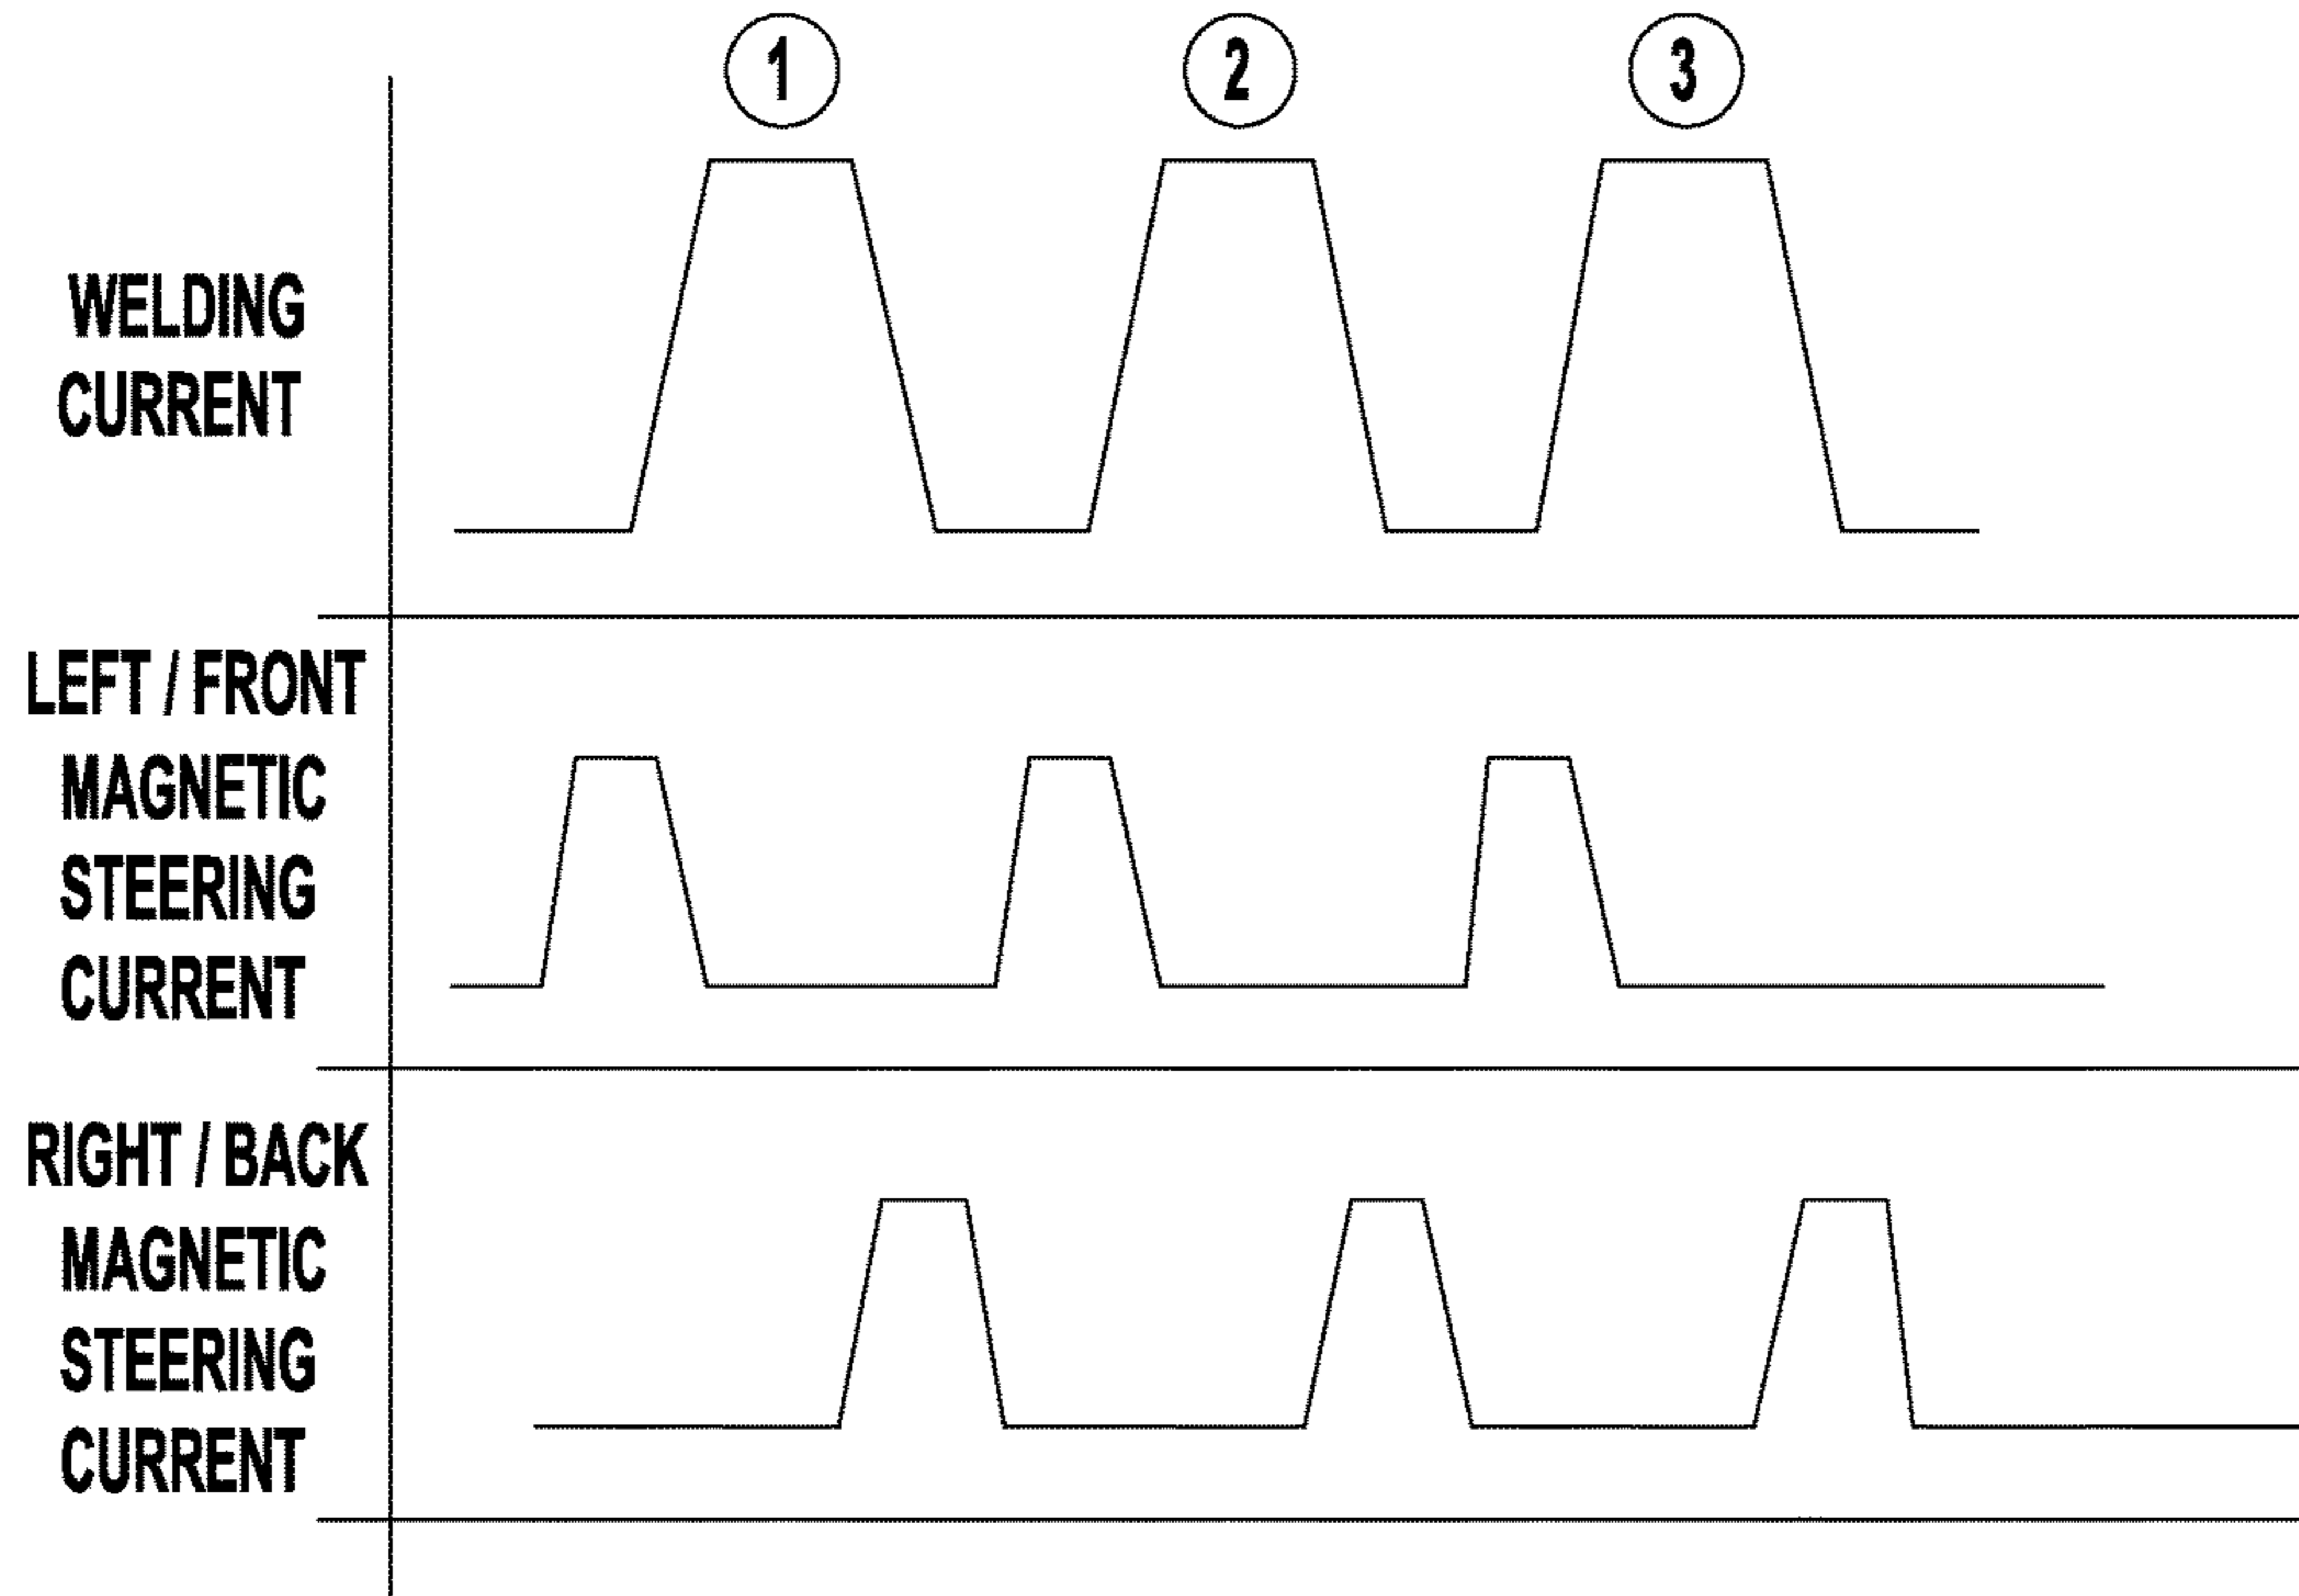 1 2 3
WELDING
CURRENT
LEFT / FRONT
MAGNETIC
STEERING
CURRENT
RIGHT / BACK
MAGNETIC
STEERING
CURRENT